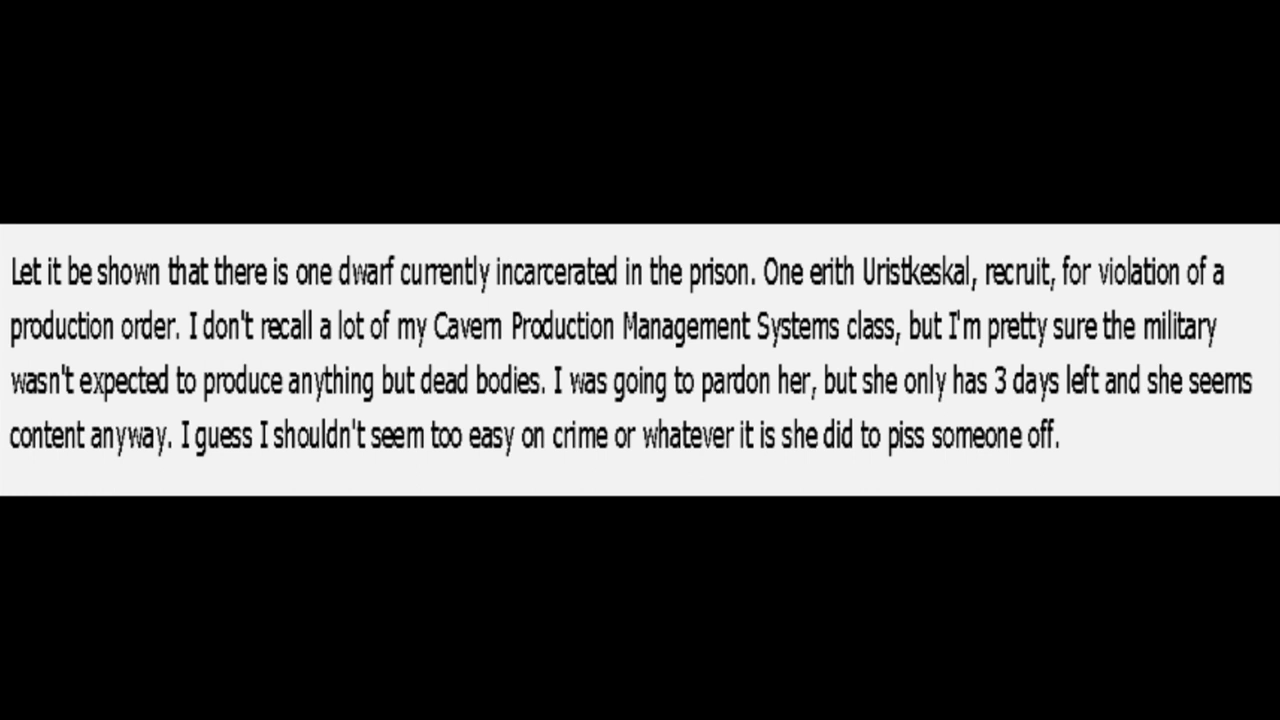 Let it be shown that there is one dwarf currently incarcerated in the prison. One erith Uristkeskal, recruit, for violation of a
production order. I don't recall a lot of my Cavern Production Management Systems class, but I'm pretty sure the military
wasn't expected to produce anything but dead bodies. I was going to pardon her, but she only has 3 days left and she seems
content anyway. I guess I shouldn't seem too easy on crime or whatever it is she did to piss someone off.